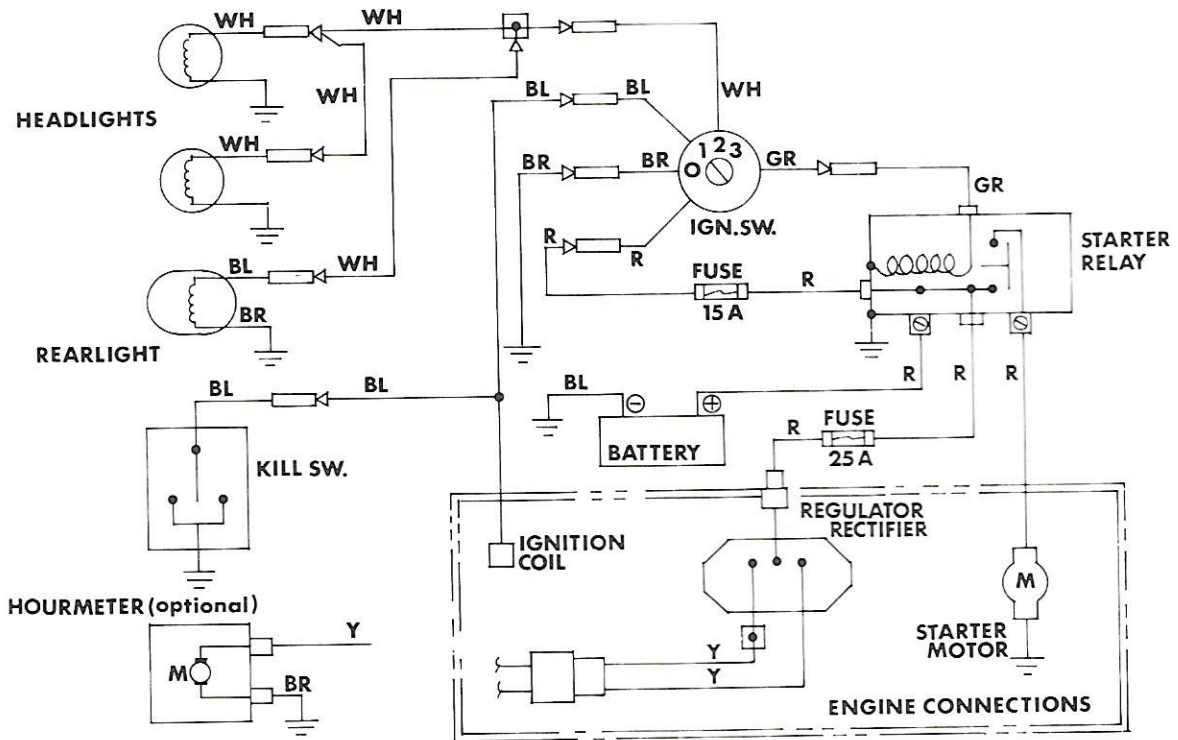 WH
WH
WH
HEADLIGHTS
WH
BL
BL
WH
1 2 3
O
BR
BR
GR
GR
IGN.SW.
R
R
FUSE
15 A
R
STARTER
RELAY
BL
WH
BR
REARLIGHT
BL
BL
BL
- +
BATTERY
R
R
R
R
FUSE
25 A
KILL SW.
REGULATOR
RECTIFIER
IGNITION
COIL
M
STARTER
MOTOR
HOURMETER (optional)
Y
M
BR
Y
Y
ENGINE CONNECTIONS